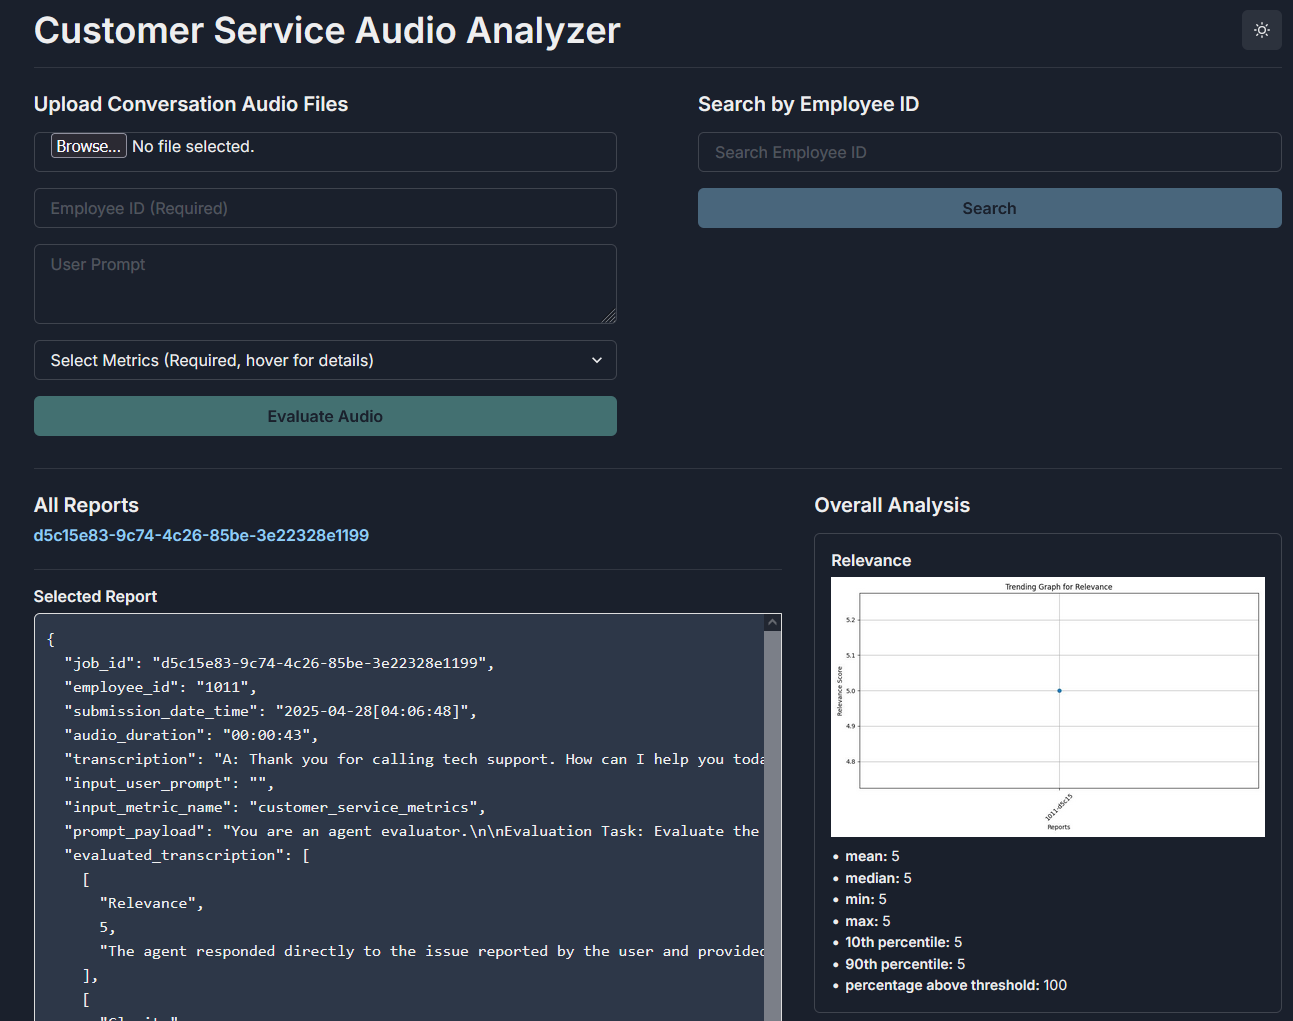 Customer Service Audio Analyzer
Upload Conversation Audio Files
Browse... No file selected.
Employee ID (Required)
User Prompt
Select Metrics (Required, hover for details)
Evaluate Audio
Search by Employee ID
Search Employee ID
Search
All Reports
d5c15e83-9c74-4c26-85be-3e22328e1199
Selected Report
{
"job_id": "d5c15e83-9c74-4c26-85be-3e22328e1199",
"employee_id": "1011",
"submission_date_time": "2025-04-28[04:06:48]",
"audio_duration": "00:00:43",
"transcription": "A: Thank you for calling tech support. How can I help you toda
"input_user_prompt": "",
"input_metric_name": "customer_service_metrics",
"prompt_payload": "You are an agent evaluator.\n\nEvaluation Task: Evaluate the
"evaluated_transcription": [
[
"Relevance",
5,
"The agent responded directly to the issue reported by the user and provided
],
[
Overall Analysis
Relevance
Trending Graph for Relevance
Relevance Score
5.2
5.1
5.0
4.9
4.8
1011-d5c15
Reports
• mean: 5
• median: 5
• min: 5
• max: 5
• 10th percentile: 5
• 90th percentile: 5
• percentage above threshold: 100